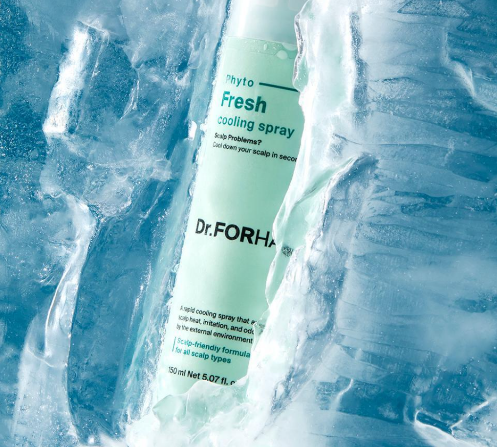 Phyto
Fresh
cooling spray
Scalp Problems?
Cool down your scalp in secon
Dr.FORHA
A rapid cooling spray that a
scalp heat, irritation, and odo
by the external environment
Scalp-friendly formula
for all scalp types
150 ml Net 5.07 fl. o